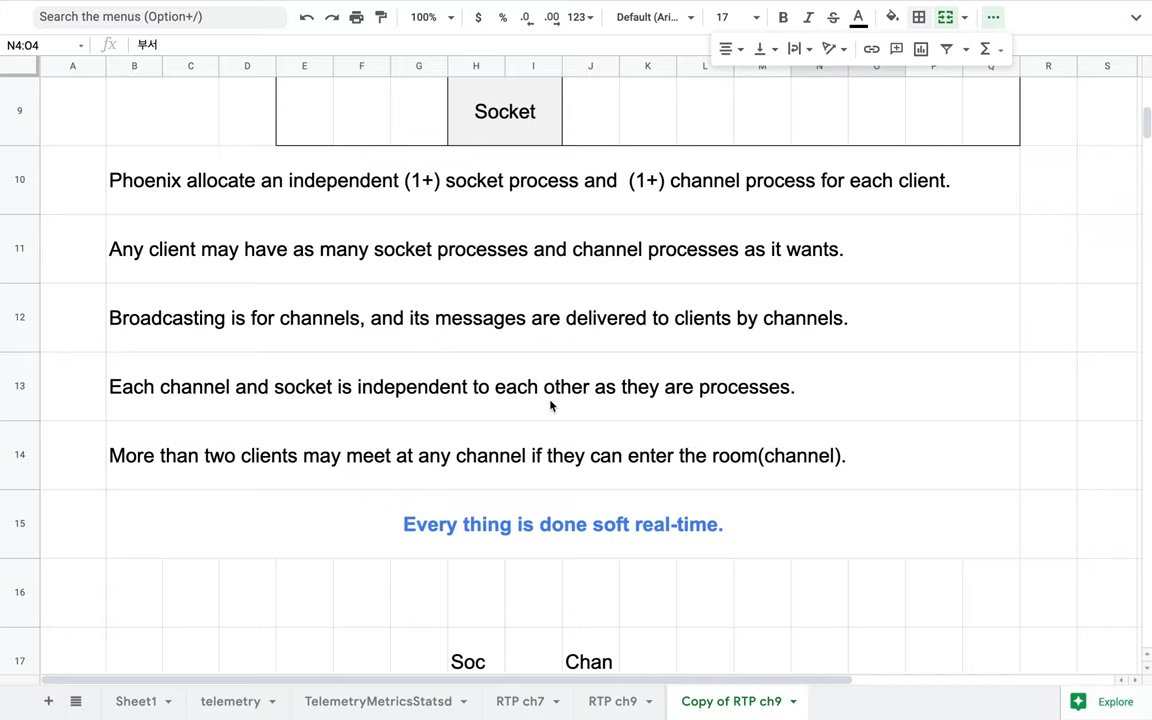 Search the menus (Option+/)
100%
$
%
.0
.00
123
Default (Ari...
17
B
I
S
A
N4:O4
fx
부서
A B C D E F G H I J K L M N O P Q R S
9
Socket
10
Phoenix allocate an independent (1+) socket process and (1+) channel process for each client.
11
Any client may have as many socket processes and channel processes as it wants.
12
Broadcasting is for channels, and its messages are delivered to clients by channels.
13
Each channel and socket is independent to each other as they are processes.
14
More than two clients may meet at any channel if they can enter the room(channel).
15
Every thing is done soft real-time.
16
17
Soc Chan
Sheet1
telemetry
TelemetryMetricsStatsd
RTP ch7
RTP ch9
Copy of RTP ch9
Explore